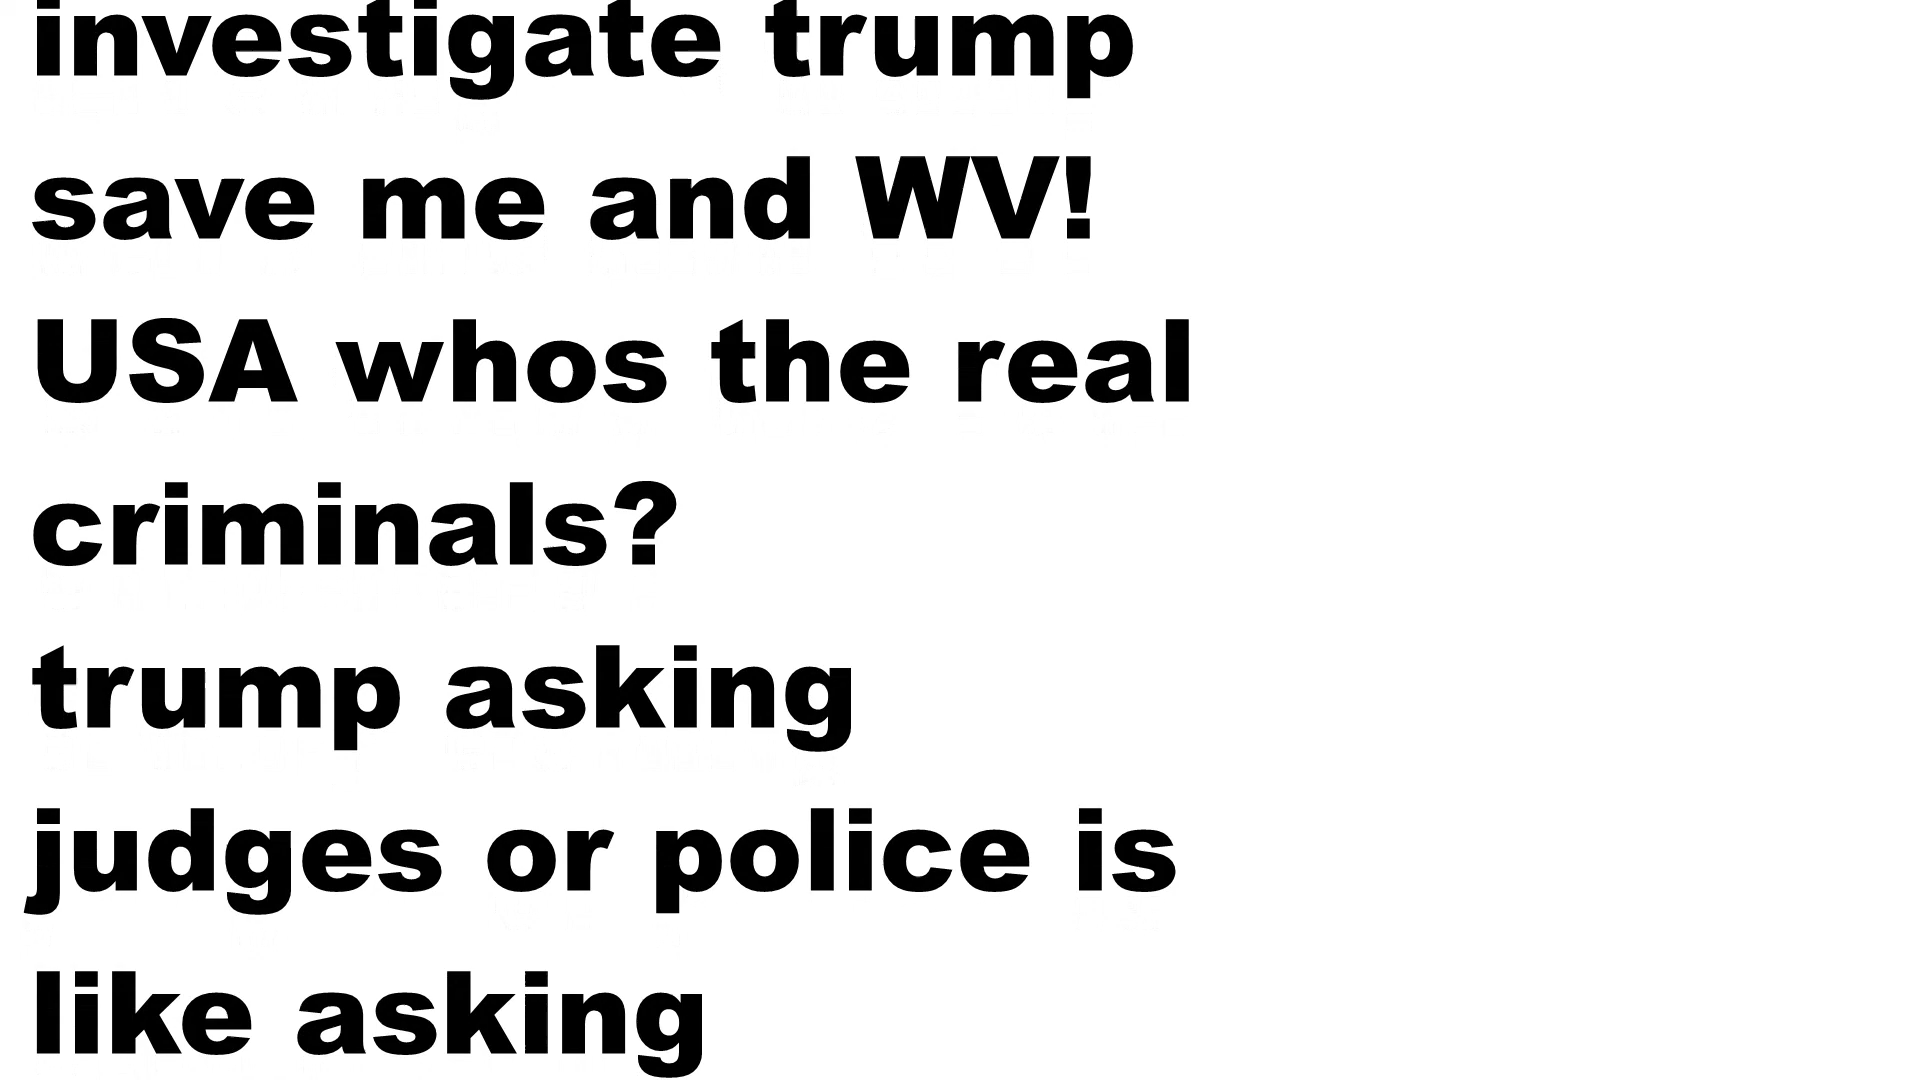 investigate trump
save me and WV!
USA whos the real
criminals?
trump asking
judges or police is
like asking